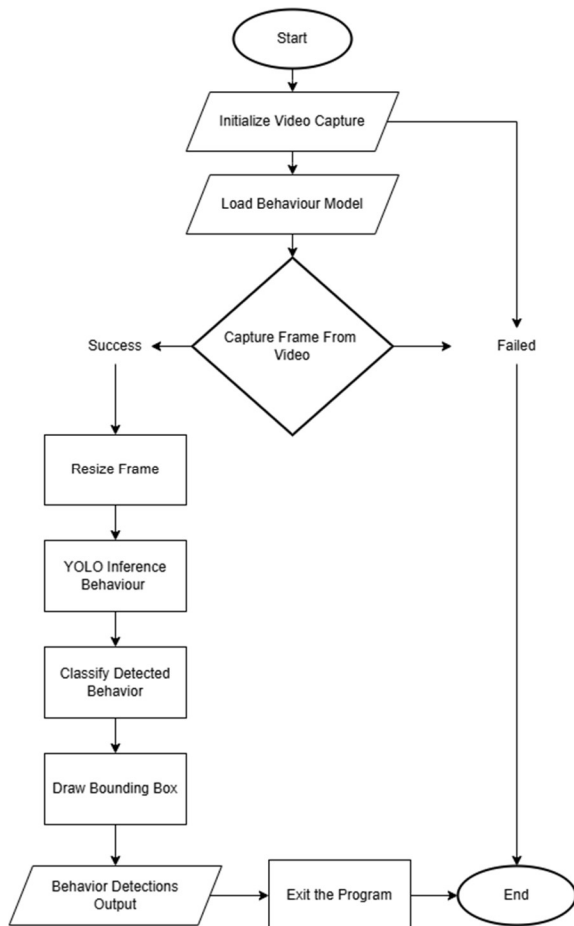 Start
Initialize Video Capture
Load Behaviour Model
Capture Frame From
Video
Success
Failed
Resize Frame
YOLO Inference
Behaviour
Classify Detected
Behavior
Draw Bounding Box
Behavior Detections
Output
Exit the Program
End